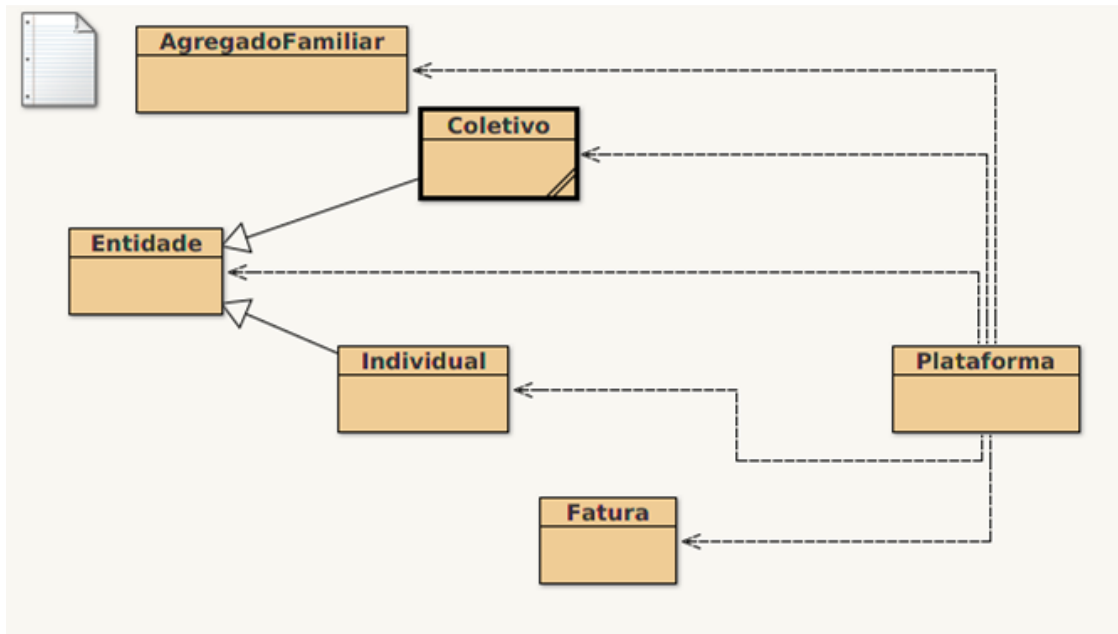 AgregadoFamiliar
Coletivo
Entidade
Individual
Plataforma
Fatura